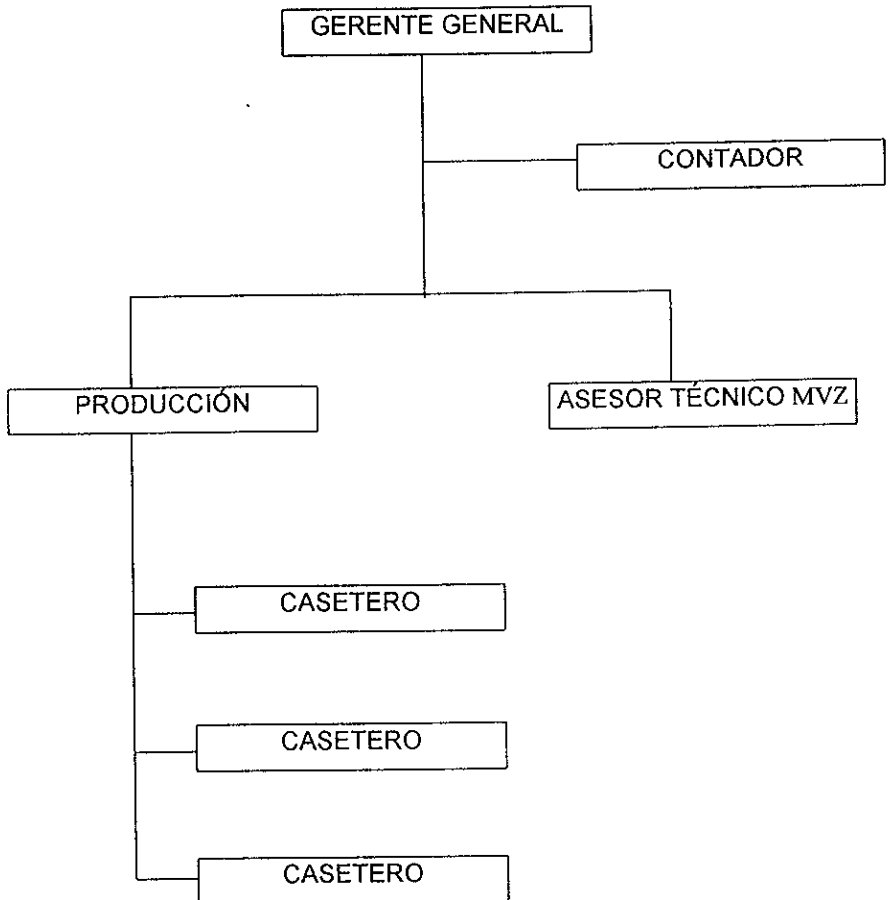 GERENTE GENERAL
CONTADOR
PRODUCCIÓN
ASESOR TÉCNICO MVZ
CASETERO
CASETERO
CASETERO